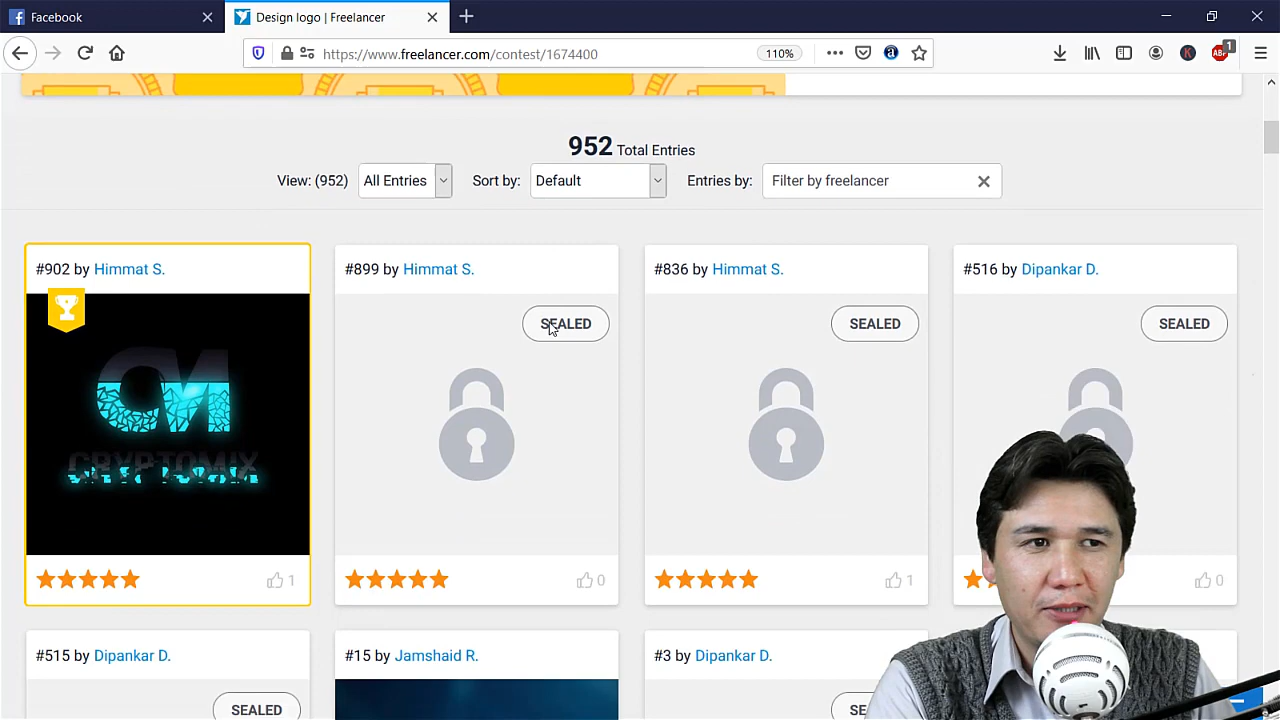 Facebook
Design logo | Freelancer
https://www.freelancer.com/contest/1674400
110%
1
952 Total Entries
View: (952) All Entries Sort by: Default Entries by: Filter by freelancer
#902 by Himmat S.
#899 by Himmat S.
#836 by Himmat S.
#516 by Dipankar D.
SEALED
SEALED
SEALED
CM
CRYPTOMIX
1
0
1
0
#515 by Dipankar D.
#15 by Jamshaid R.
#3 by Dipankar D.
SEALED